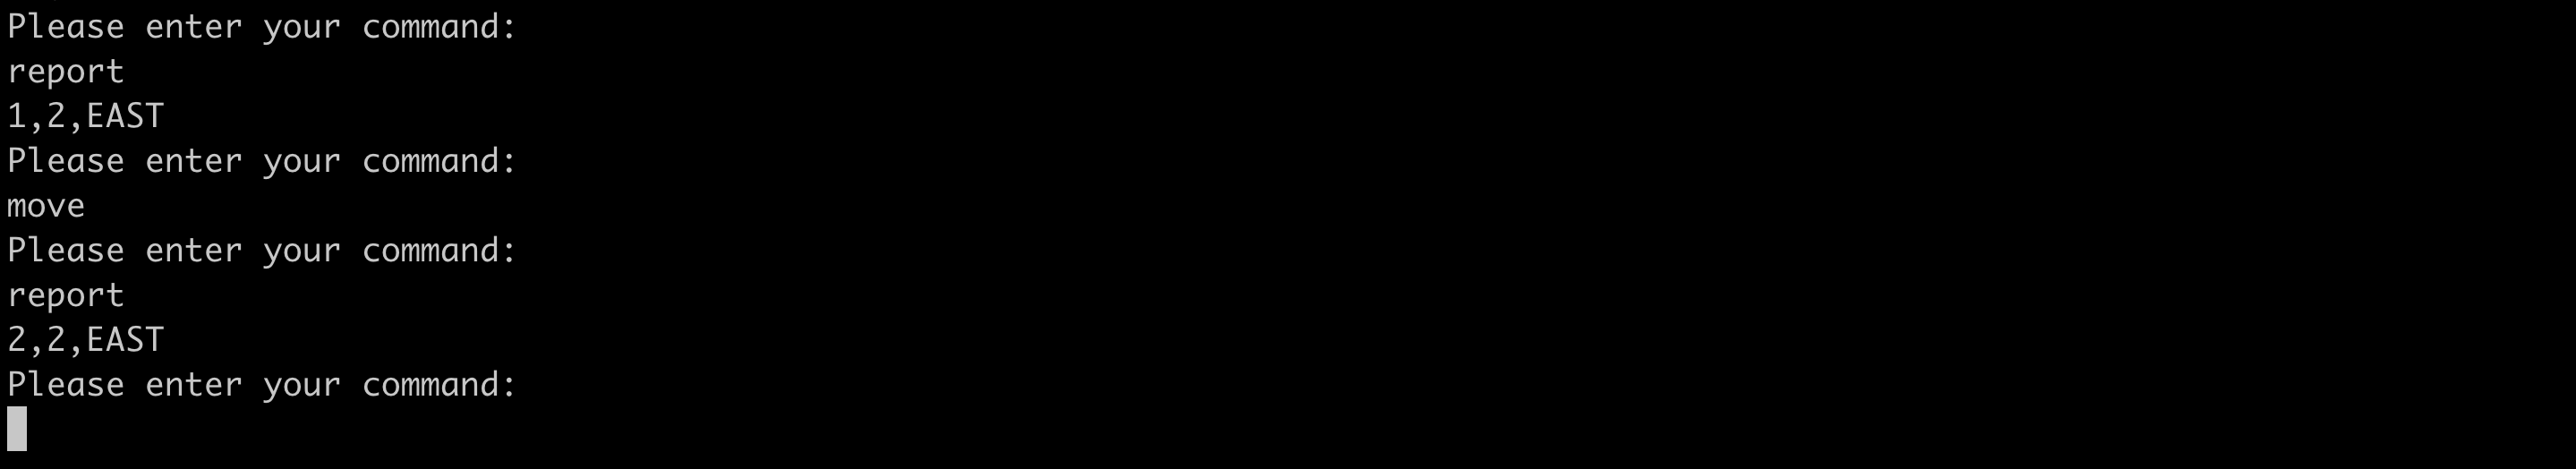 Please enter your command:
report
1,2,EAST
Please enter your command:
move
Please enter your command:
report
2,2,EAST
Please enter your command: